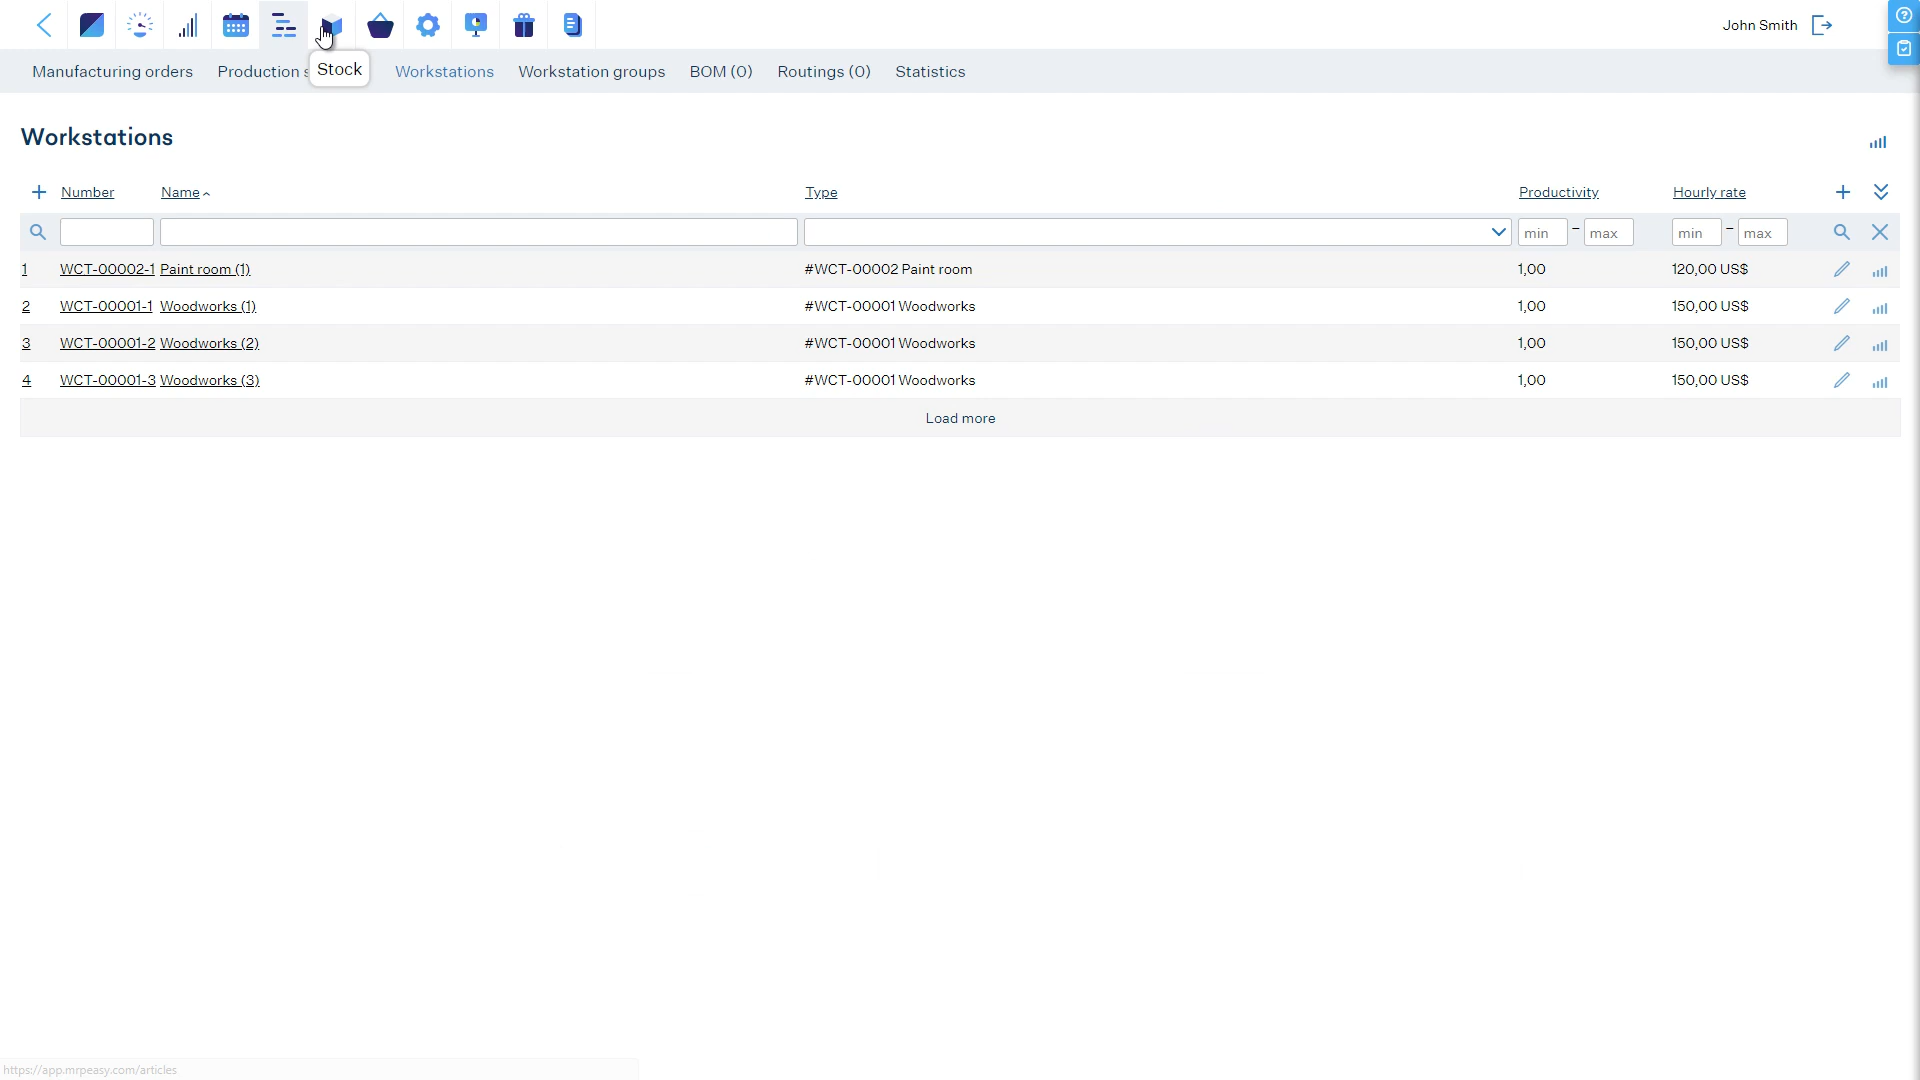 John Smith
Manufacturing orders Production s Stock Workstations Workstation groups BOM (0) Routings (0) Statistics
Workstations
+ Number Name Type Productivity Hourly rate +
min – max min – max
1 WCT-00002-1 Paint room (1) #WCT-00002 Paint room 1,00 120,00 US$
2 WCT-00001-1 Woodworks (1) #WCT-00001 Woodworks 1,00 150,00 US$
3 WCT-00001-2 Woodworks (2) #WCT-00001 Woodworks 1,00 150,00 US$
4 WCT-00001-3 Woodworks (3) #WCT-00001 Woodworks 1,00 150,00 US$
Load more
https://app.mrpeasy.com/articles